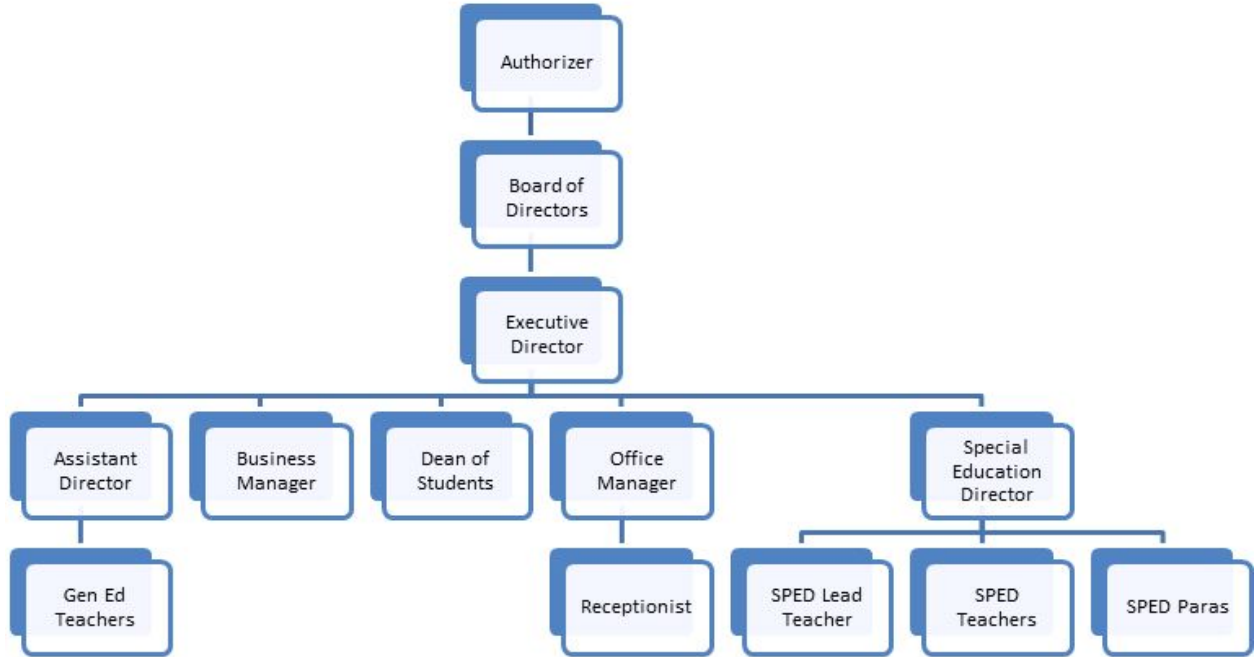 Authorizer
Board of
Directors
Executive
Director
Assistant
Director
Business
Manager
Dean of
Students
Office
Manager
Special
Education
Director
Gen Ed
Teachers
Receptionist
SPED Lead
Teacher
SPED
Teachers
SPED Paras